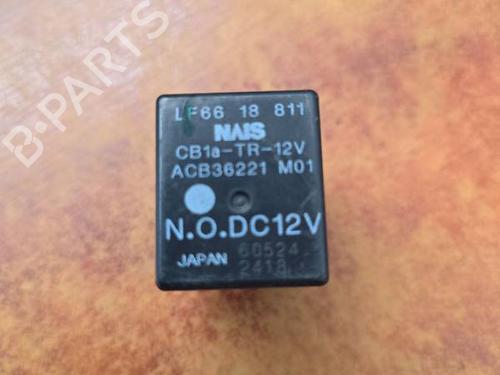 B-PARTS
LF66 18 811
NAIS
CB1a-TR-12V
ACB36221 M01
N.O.DC12V
JAPAN 60524
2418